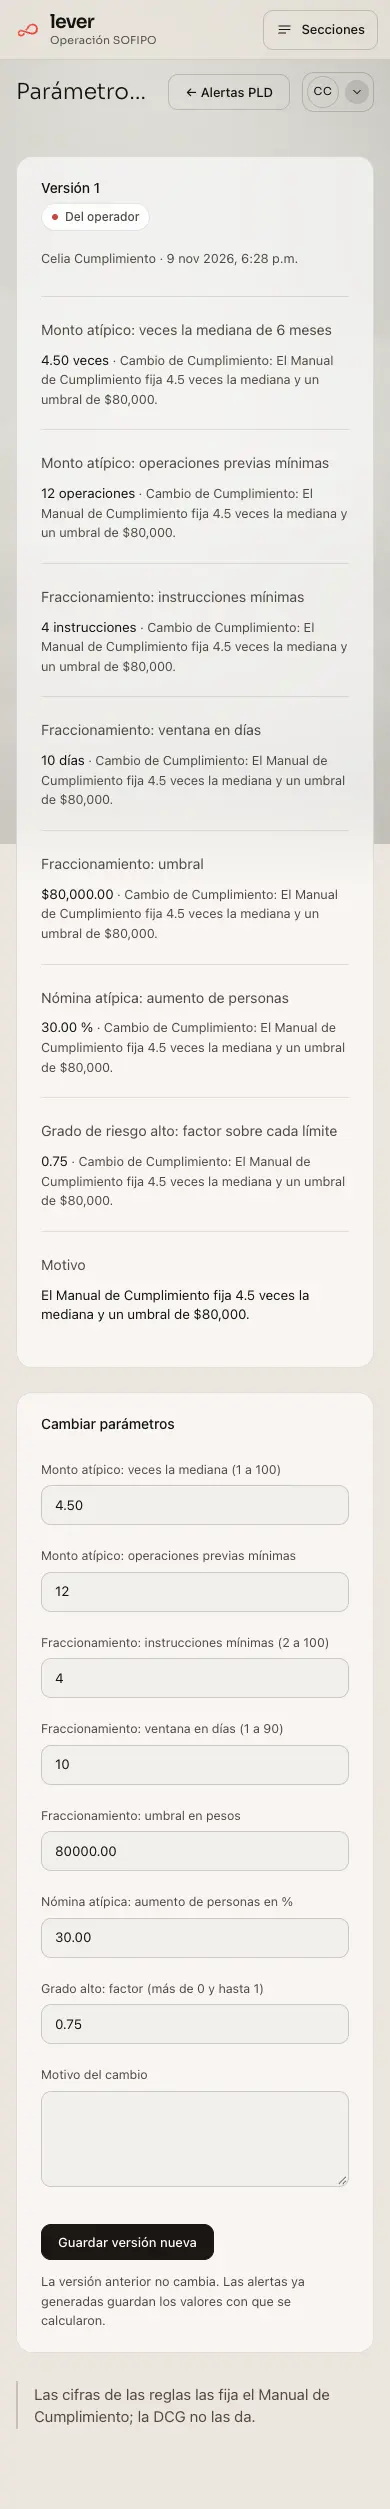 lever
Operación SOFIPO
Secciones
Parámetro...
← Alertas PLD
CC
Versión 1
Del operador
Celia Cumplimiento · 9 nov 2026, 6:28 p.m.
Monto atípico: veces la mediana de 6 meses
4.50 veces · Cambio de Cumplimiento: El Manual
de Cumplimiento fija 4.5 veces la mediana y un
umbral de $80,000.
Monto atípico: operaciones previas mínimas
12 operaciones · Cambio de Cumplimiento: El
Manual de Cumplimiento fija 4.5 veces la mediana y
un umbral de $80,000.
Fraccionamiento: instrucciones mínimas
4 instrucciones · Cambio de Cumplimiento: El
Manual de Cumplimiento fija 4.5 veces la mediana y
un umbral de $80,000.
Fraccionamiento: ventana en días
10 días · Cambio de Cumplimiento: El Manual de
Cumplimiento fija 4.5 veces la mediana y un umbral
de $80,000.
Fraccionamiento: umbral
$80,000.00 · Cambio de Cumplimiento: El Manual
de Cumplimiento fija 4.5 veces la mediana y un
umbral de $80,000.
Nómina atípica: aumento de personas
30.00 % · Cambio de Cumplimiento: El Manual de
Cumplimiento fija 4.5 veces la mediana y un umbral
de $80,000.
Grado de riesgo alto: factor sobre cada límite
0.75 · Cambio de Cumplimiento: El Manual de
Cumplimiento fija 4.5 veces la mediana y un umbral
de $80,000.
Motivo
El Manual de Cumplimiento fija 4.5 veces la
mediana y un umbral de $80,000.
Cambiar parámetros
Monto atípico: veces la mediana (1 a 100)
4.50
Monto atípico: operaciones previas mínimas
12
Fraccionamiento: instrucciones mínimas (2 a 100)
4
Fraccionamiento: ventana en días (1 a 90)
10
Fraccionamiento: umbral en pesos
80000.00
Nómina atípica: aumento de personas en %
30.00
Grado alto: factor (más de 0 y hasta 1)
0.75
Motivo del cambio
Guardar versión nueva
La versión anterior no cambia. Las alertas ya
generadas guardan los valores con que se
calcularon.
Las cifras de las reglas las fija el Manual de
Cumplimiento; la DCG no las da.